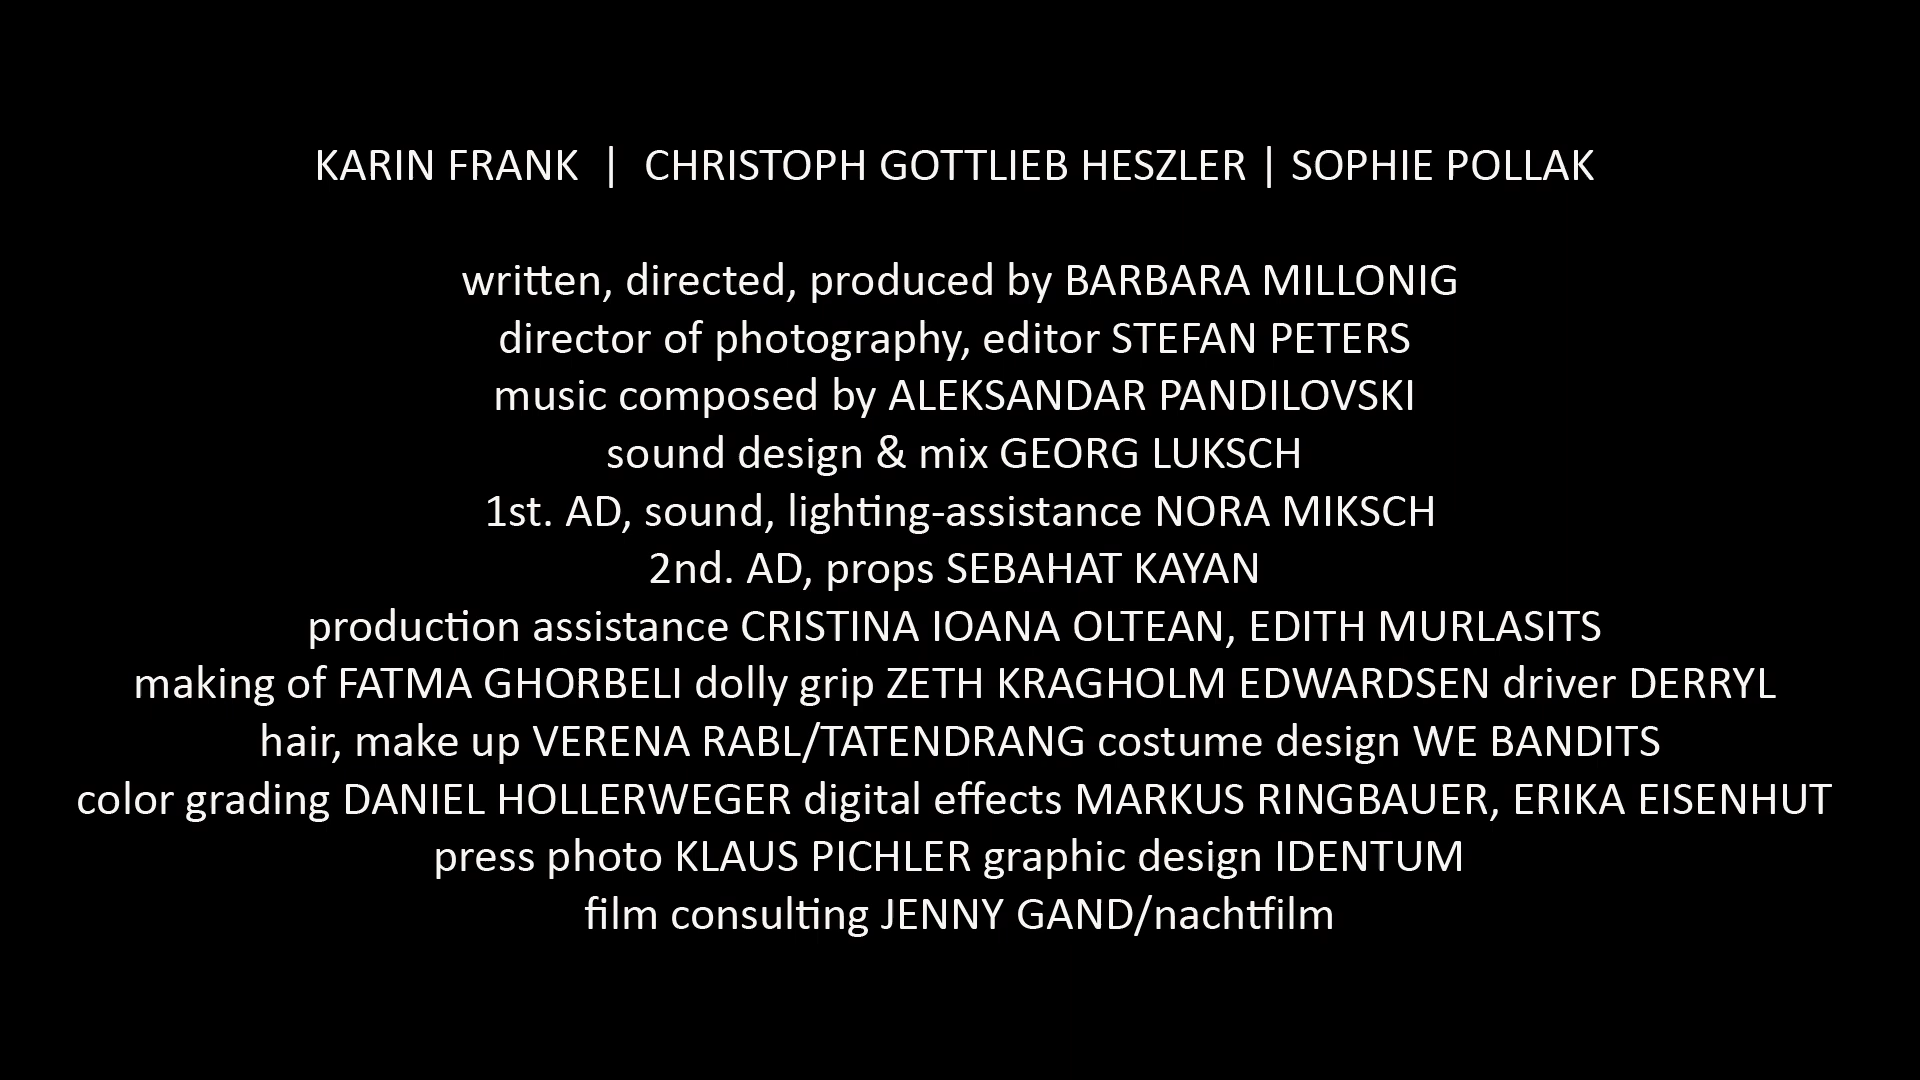 KARIN FRANK | CHRISTOPH GOTTLIEB HESZLER | SOPHIE POLLAK
written, directed, produced by BARBARA MILLONIG
director of photography, editor STEFAN PETERS
music composed by ALEKSANDAR PANDILOVSKI
sound design & mix GEORG LUKSCH
1st. AD, sound, lighting-assistance NORA MIKSCH
2nd. AD, props SEBAHAT KAYAN
production assistance CRISTINA IOANA OLTEAN, EDITH MURLASITS
making of FATMA GHORBELI dolly grip ZETH KRAGHOLM EDWARDSEN driver DERRYL
hair, make up VERENA RABL/TATENDRANG costume design WE BANDITS
color grading DANIEL HOLLERWEGER digital effects MARKUS RINGBAUER, ERIKA EISENHUT
press photo KLAUS PICHLER graphic design IDENTUM
film consulting JENNY GAND/nachtfilm